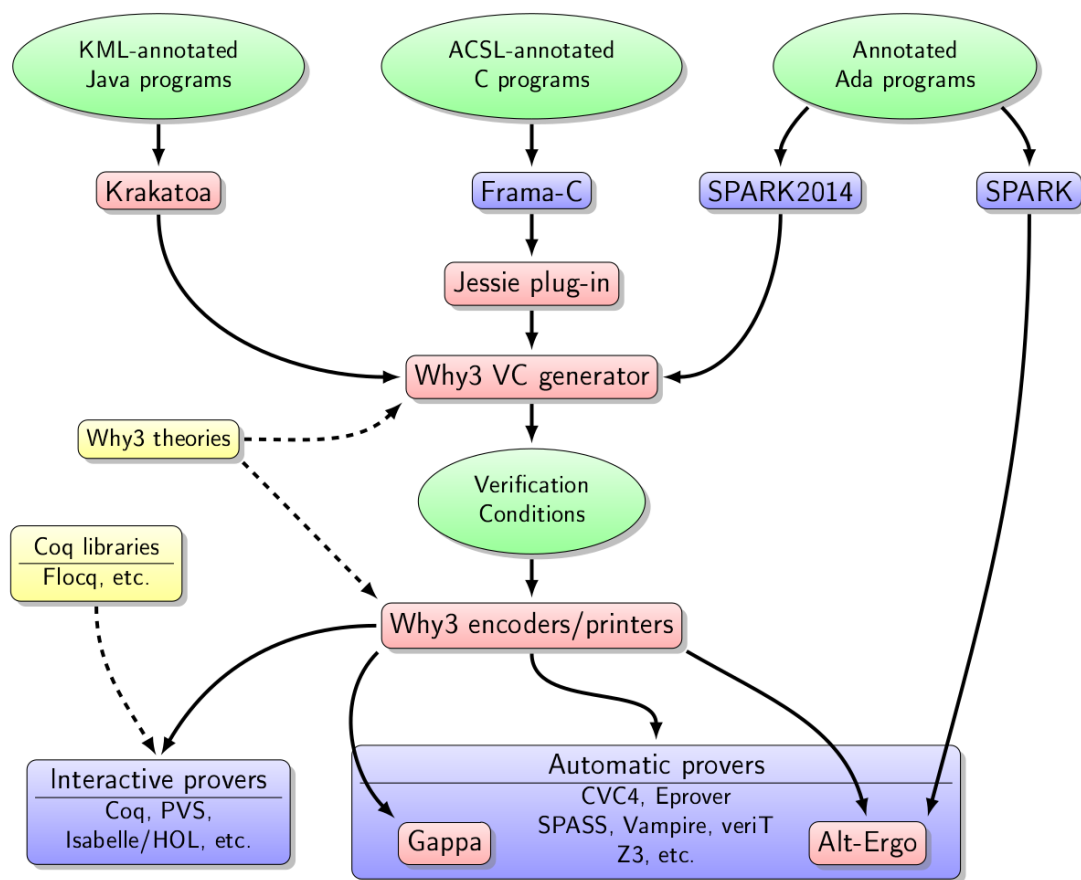 KML-annotated
Java programs
ACSL-annotated
C programs
Annotated
Ada programs
Krakatoa
Frama-C
SPARK2014
SPARK
Jessie plug-in
Why3 VC generator
Why3 theories
Verification
Conditions
Coq libraries
Flocq, etc.
Why3 encoders/printers
Interactive provers
Coq, PVS,
Isabelle/HOL, etc.
Automatic provers
CVC4, Eprover
SPASS, Vampire, veriT
Z3, etc.
Gappa
Alt-Ergo